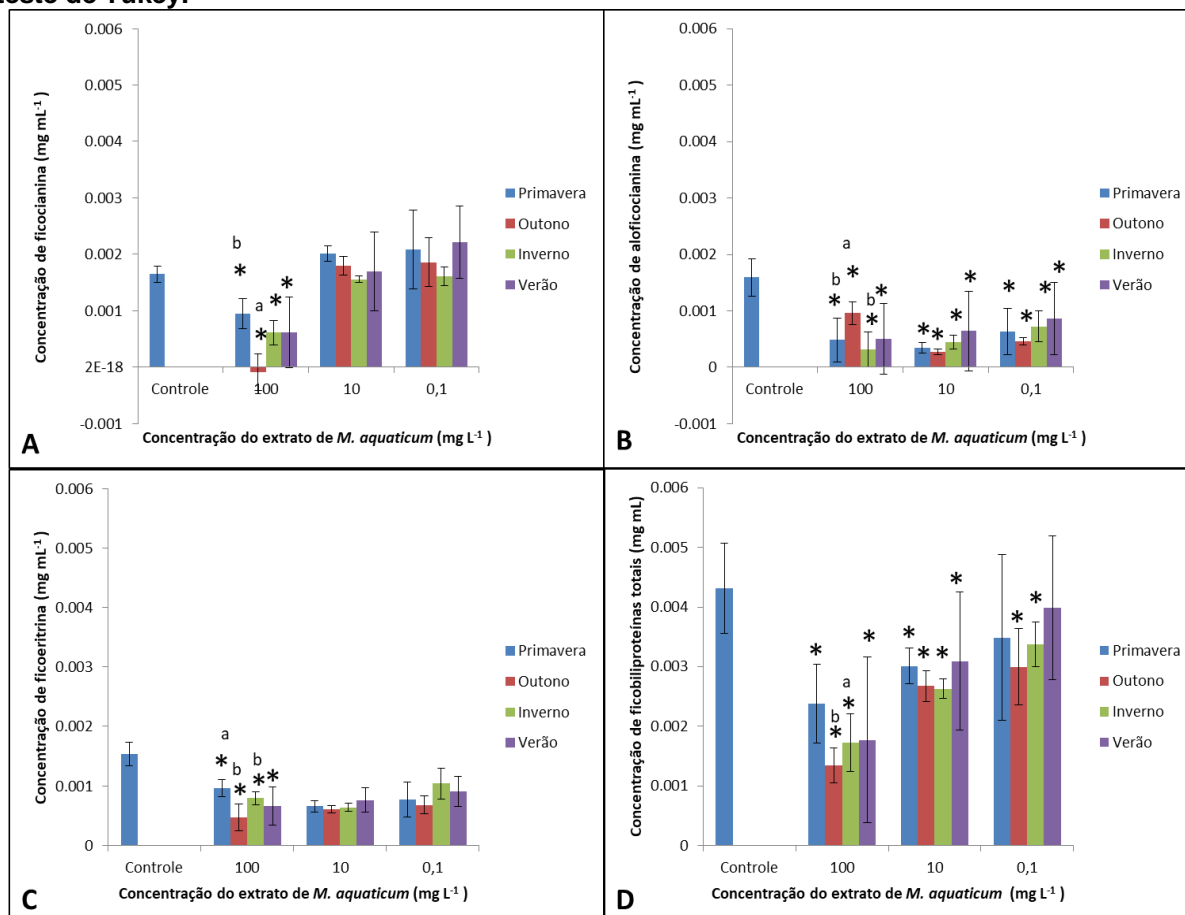 teste de Tukey.
0.006
0.005
0.004
0.003
0.002
0.001
2E-18
-0.001
Concentração de ficocianina (mg mL-1)
b
*
a
*
*
*
Primavera
Outono
Inverno
Verão
Controle
100
10
0,1
Concentração do extrato de M. aquaticum (mg L-1 )
A
0.006
0.005
0.004
0.003
0.002
0.001
0
-0.001
Concentração de aloficocianina (mg mL-1 )
b
*
a
*
b
*
*
*
*
*
*
*
*
*
*
Primavera
Outono
Inverno
Verão
Controle
100
10
0,1
Concentração do extrato de M. aquaticum (mg L-1 )
B
0.006
0.005
0.004
0.003
0.002
0.001
0
Concentração de ficoeritrina (mg mL-1 )
a
*
b
*
b
*
*
Primavera
Outono
Inverno
Verão
Controle
100
10
0,1
Concentração do extrato de M. aquaticum (mg L-1 )
C
0.006
0.005
0.004
0.003
0.002
0.001
0
Concentração de ficobiliproteínas totais (mg mL)
*
b
*
a
*
*
*
*
*
*
*
*
Primavera
Outono
Inverno
Verão
Controle
100
10
0,1
Concentração do extrato de M. aquaticum (mg L-1 )
D